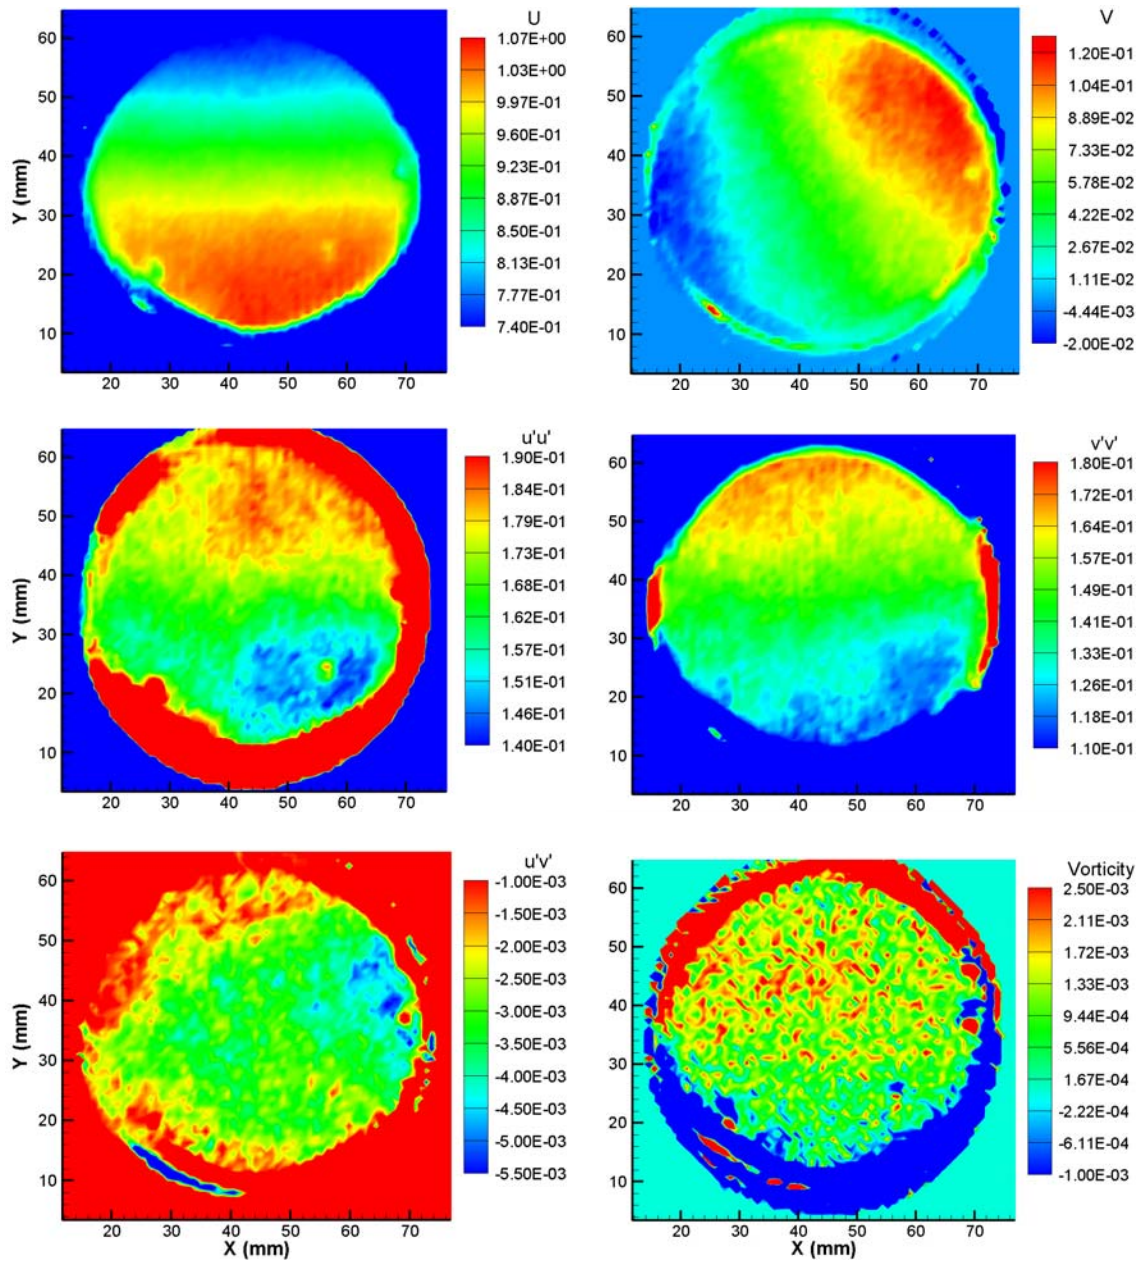 U
60
50
40
30
20
10
Y (mm)
20 30 40 50 60 70
1.07E+00
1.03E+00
9.97E-01
9.60E-01
9.23E-01
8.87E-01
8.50E-01
8.13E-01
7.77E-01
7.40E-01
V
60
50
40
30
20
10
20 30 40 50 60 70
1.20E-01
1.04E-01
8.89E-02
7.33E-02
5.78E-02
4.22E-02
2.67E-02
1.11E-02
-4.44E-03
-2.00E-02
u'u'
60
50
40
30
20
10
Y (mm)
20 30 40 50 60 70
1.90E-01
1.84E-01
1.79E-01
1.73E-01
1.68E-01
1.62E-01
1.57E-01
1.51E-01
1.46E-01
1.40E-01
v'v'
60
50
40
30
20
10
20 30 40 50 60 70
1.80E-01
1.72E-01
1.64E-01
1.57E-01
1.49E-01
1.41E-01
1.33E-01
1.26E-01
1.18E-01
1.10E-01
u'v'
60
50
40
30
20
10
Y (mm)
20 30 40 50 60 70
X (mm)
-1.00E-03
-1.50E-03
-2.00E-03
-2.50E-03
-3.00E-03
-3.50E-03
-4.00E-03
-4.50E-03
-5.00E-03
-5.50E-03
Vorticity
60
50
40
30
20
10
20 30 40 50 60 70
X (mm)
2.50E-03
2.11E-03
1.72E-03
1.33E-03
9.44E-04
5.56E-04
1.67E-04
-2.22E-04
-6.11E-04
-1.00E-03